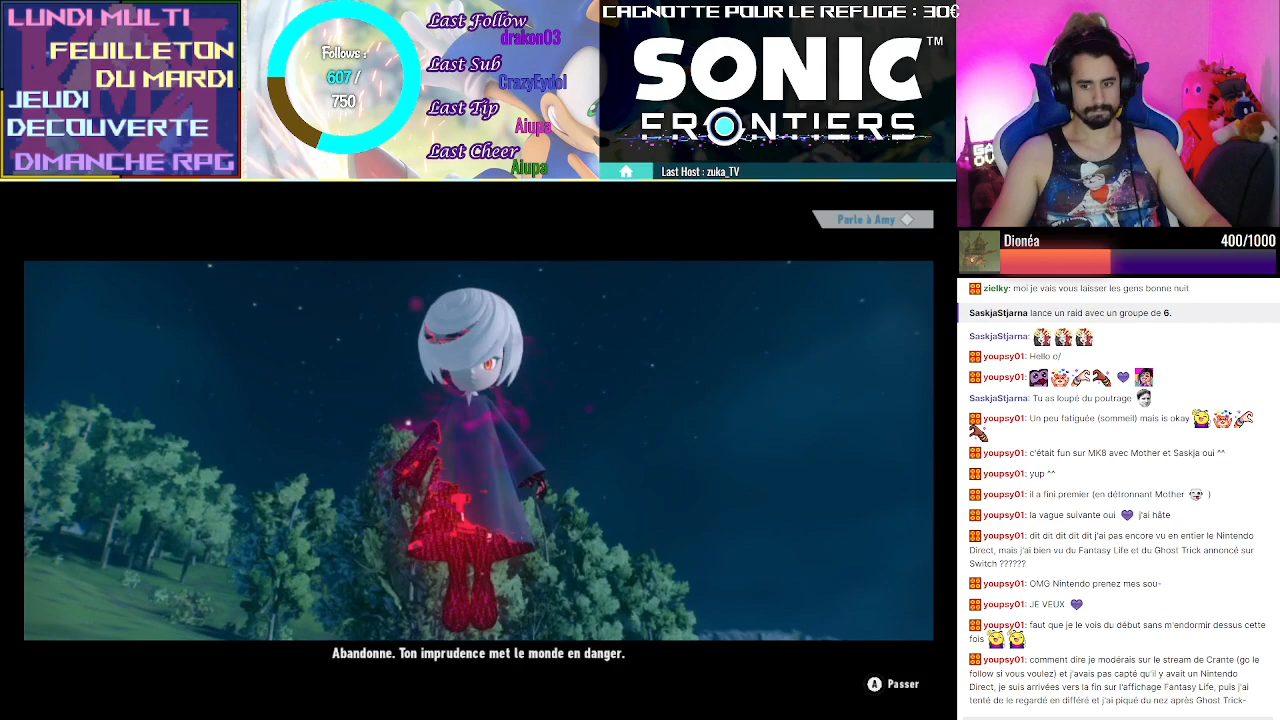 LUNDI MULTI
FEUILLETON
DU MARDI
JEUDI
DECOUVERTE
DIMANCHE RPG
Follows :
607 /
750
Last Follow
drakon03
Last Sub
CrazyEydol
Last Tip
Aiupa
Last Cheer
Aiupa
CAGNOTTE POUR LE REFUGE : 30€
SONIC™
FRONTIERS
Last Host : zuka_TV
Parle à Amy
Dionéa 400/1000
zielky: moi je vais vous laisser les gens bonne nuit
SaskjaStjarna lance un raid avec un groupe de 6.
SaskjaStjarna:
youpsy01: Hello o/
youpsy01:
SaskjaStjarna: Tu as loupé du poutrage
youpsy01: Un peu fatiguée (sommeil) mais is okay
youpsy01: c'était fun sur MK8 avec Mother et Saskja oui ^^
youpsy01: yup ^^
youpsy01: il a fini premier (en détronnant Mother )
youpsy01: la vague suivante oui j'ai hâte
youpsy01: dit dit dit dit dit j'ai pas encore vu en entier le Nintendo
Direct, mais j'ai bien vu du Fantasy Life et du Ghost Trick annoncé sur
Switch ??????
youpsy01: OMG Nintendo prenez mes sou-
youpsy01: JE VEUX
youpsy01: faut que je le vois du début sans m'endormir dessus cette
fois
youpsy01: comment dire je modérais sur le stream de Crante (go le
follow si vous voulez) et j'avais pas capté qu'il y avait un Nintendo
Direct, je suis arrivées vers la fin sur l'affichage Fantasy Life, puis j'ai
tenté de le regardé en différé et j'ai piqué du nez après Ghost Trick-
Abandonne. Ton imprudence met le monde en danger.
A Passer